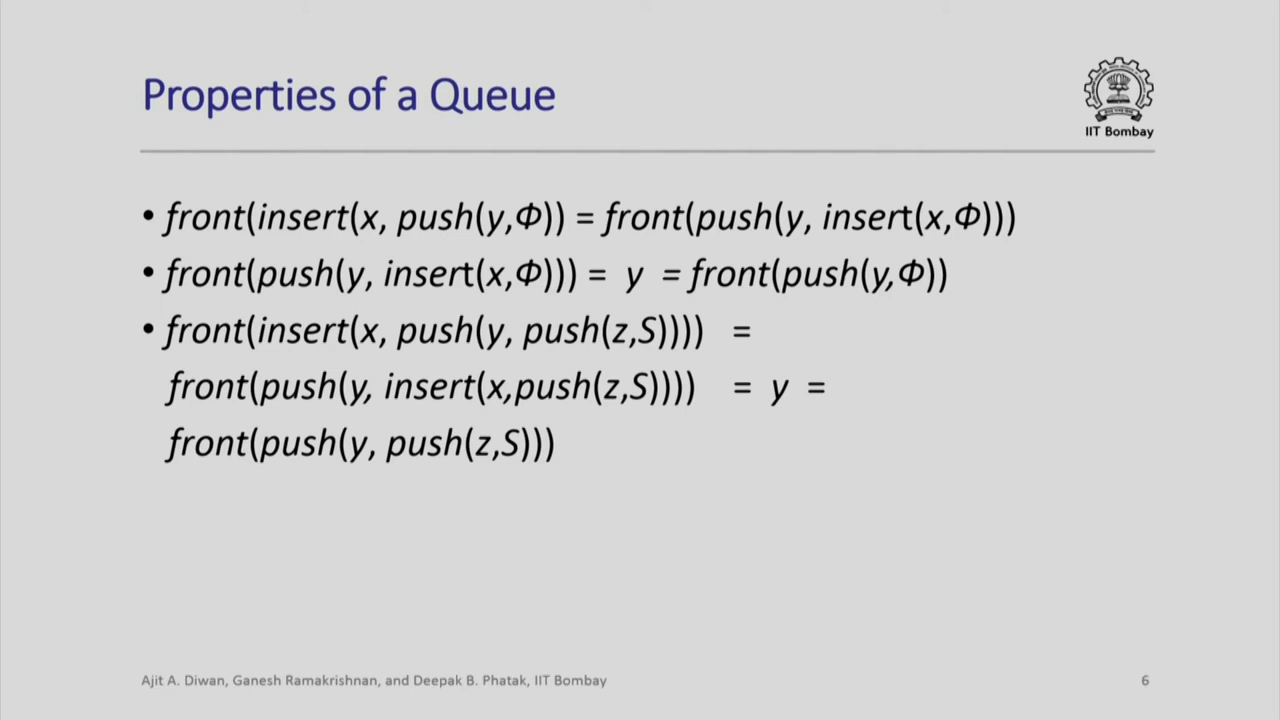 Properties of a Queue
IIT Bombay
• front(insert(x, push(y,Φ)) = front(push(y, insert(x,Φ)))
• front(push(y, insert(x,Φ))) = y = front(push(y,Φ))
• front(insert(x, push(y, push(z,S)))) =
front(push(y, insert(x,push(z,S)))) = y =
front(push(y, push(z,S)))
Ajit A. Diwan, Ganesh Ramakrishnan, and Deepak B. Phatak, IIT Bombay
6